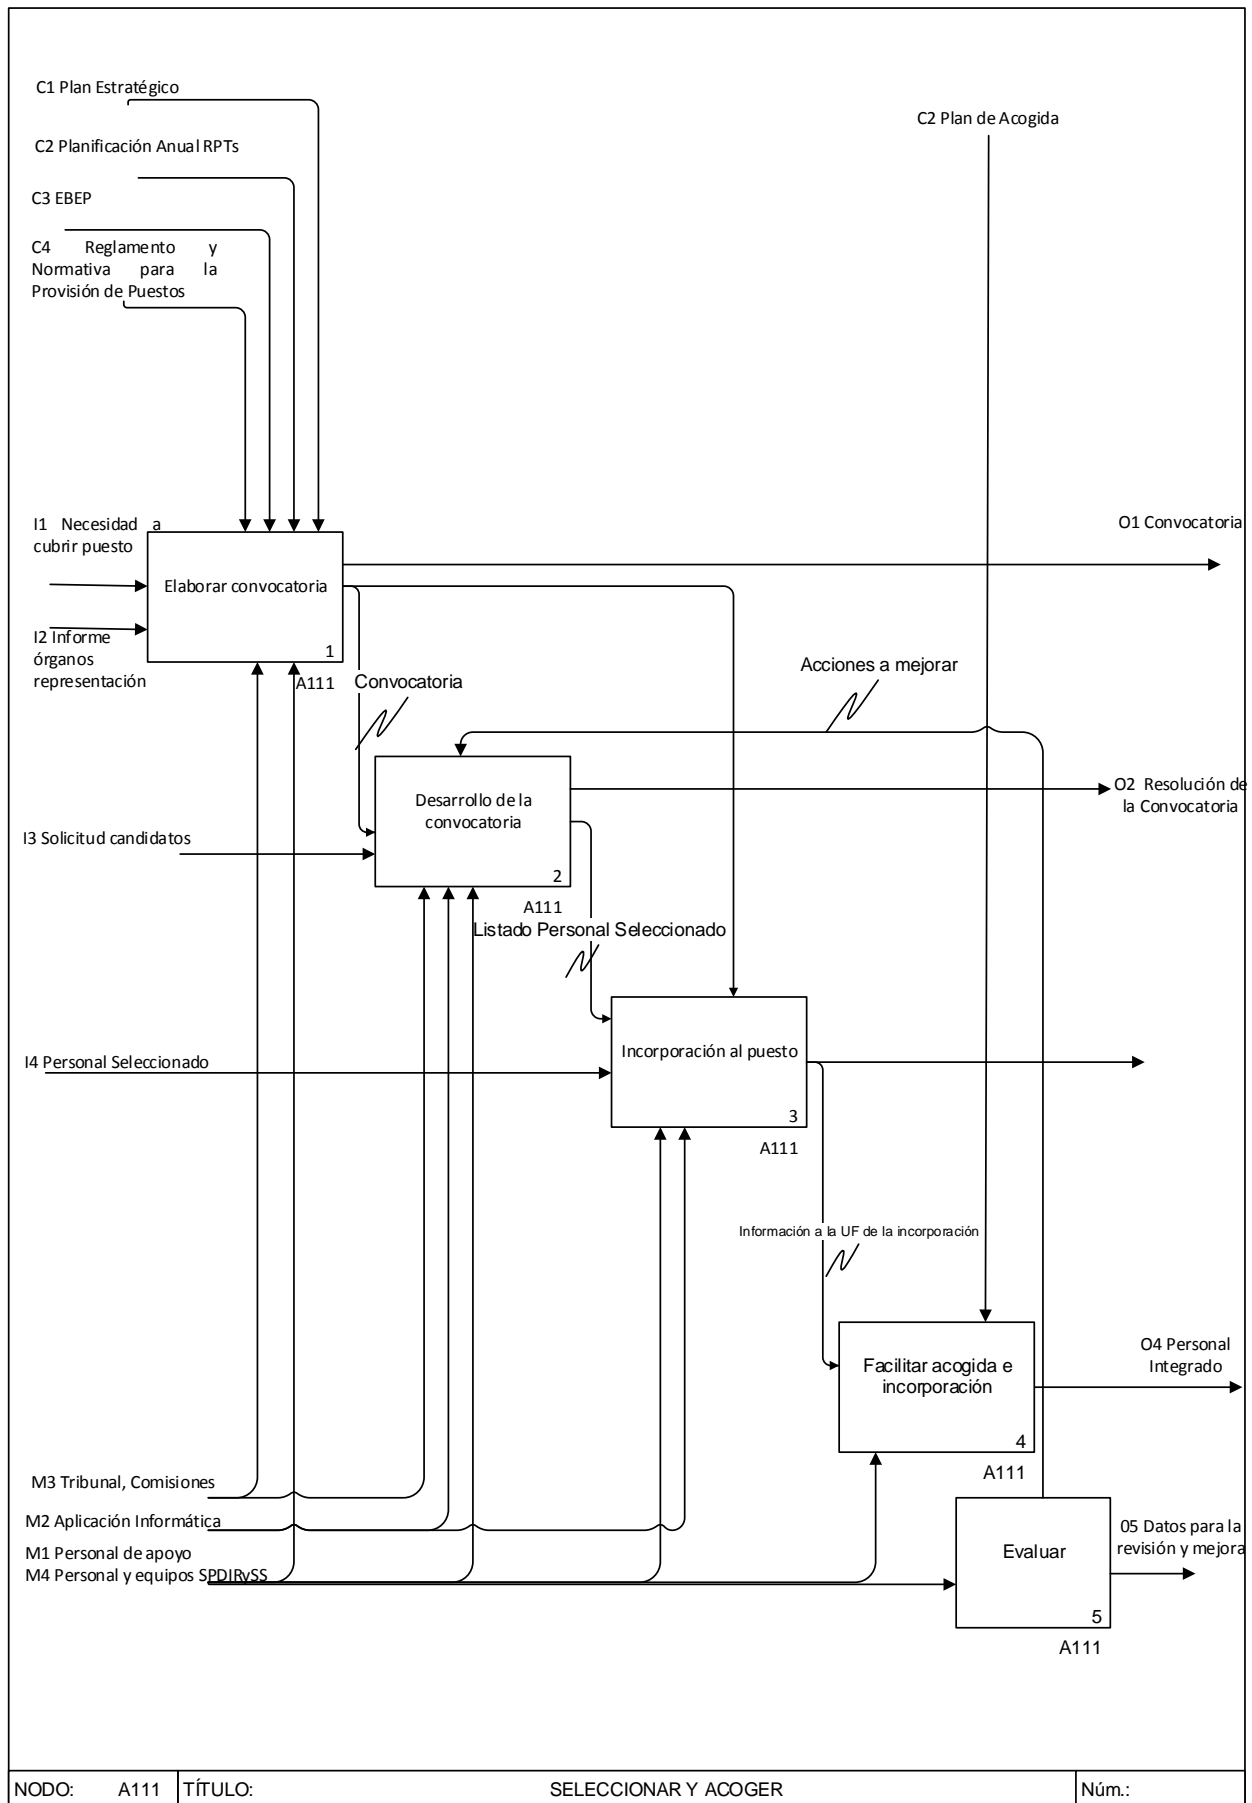 C1 Plan Estratégico
C2 Plan de Acogida
C2 Planificación Anual RPTs
C3 EBEP
C4 Reglamento y
Normativa para la
Provisión de Puestos
I1 Necesidad a
cubrir puesto
O1 Convocatoria
Elaborar convocatoria
1
A111
I2 Informe
órganos
representación
Convocatoria
Acciones a mejorar
Desarrollo de la
convocatoria
2
A111
O2 Resolución de
la Convocatoria
I3 Solicitud candidatos
Listado Personal Seleccionado
Incorporación al puesto
3
A111
I4 Personal Seleccionado
Información a la UF de la incorporación
Facilitar acogida e
incorporación
4
A111
O4 Personal
Integrado
M3 Tribunal, Comisiones
M2 Aplicación Informática
M1 Personal de apoyo
M4 Personal y equipos SPDIRySS
Evaluar
5
A111
05 Datos para la
revisión y mejora
NODO: A111 TÍTULO: SELECCIONAR Y ACOGER Núm.: